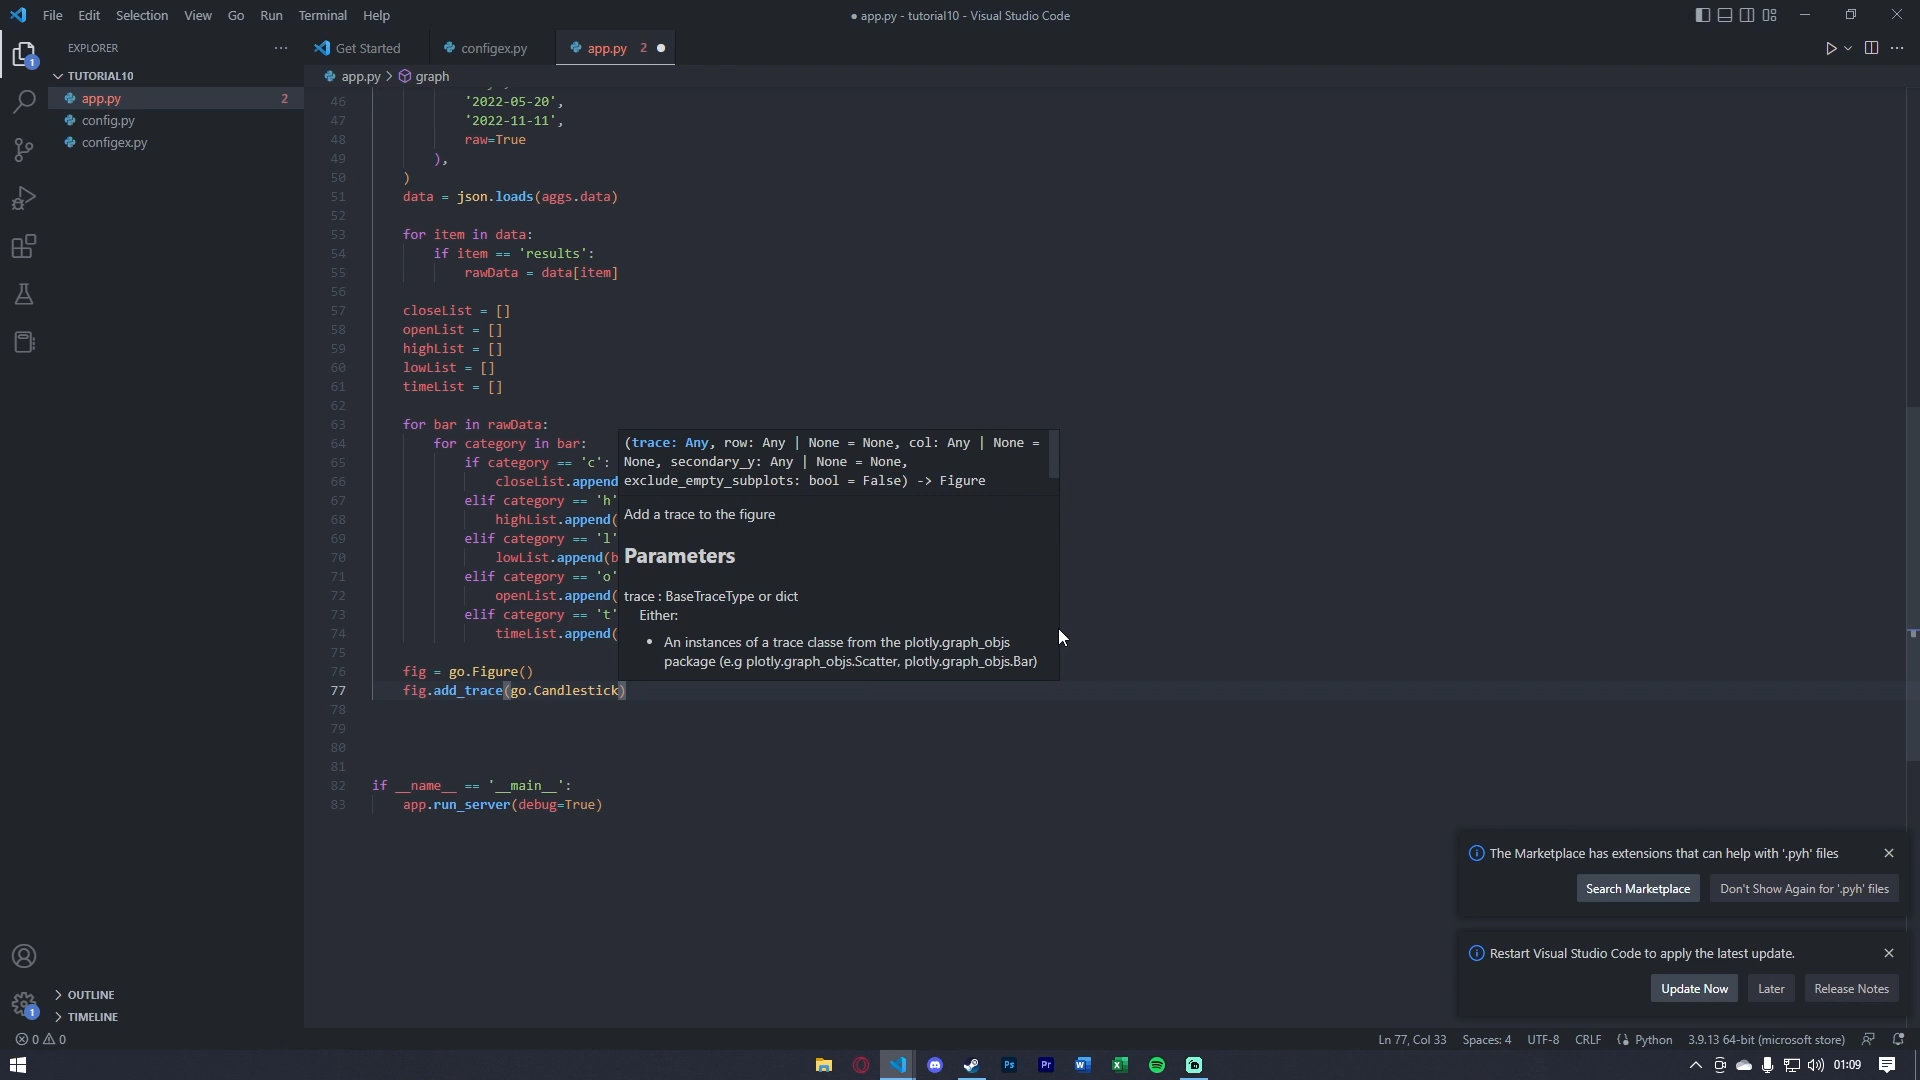 File Edit Selection View Go Run Terminal Help
● app.py - tutorial10 - Visual Studio Code
EXPLORER
Get Started
configex.py
app.py 2
TUTORIAL10
app.py > graph
app.py 2
config.py
configex.py
46 '2022-05-20',
47 '2022-11-11',
48 raw=True
49 ),
50 )
51 data = json.loads(aggs.data)
52
53 for item in data:
54 if item == 'results':
55 rawData = data[item]
56
57 closeList = []
58 openList = []
59 highList = []
60 lowList = []
61 timeList = []
62
63 for bar in rawData:
64 for category in bar:
65 if category == 'c':
66 closeList.append
67 elif category == 'h'
68 highList.append(
69 elif category == 'l'
70 lowList.append(b
71 elif category == 'o'
72 openList.append(
73 elif category == 't'
74 timeList.append(
75
76 fig = go.Figure()
77 fig.add_trace(go.Candlestick)
78
79
80
81
82 if __name__ == '__main__':
83 app.run_server(debug=True)
(trace: Any, row: Any | None = None, col: Any | None =
None, secondary_y: Any | None = None,
exclude_empty_subplots: bool = False) -> Figure
Add a trace to the figure
Parameters
trace : BaseTraceType or dict
Either:
• An instances of a trace classe from the plotly.graph_objs
package (e.g plotly.graph_objs.Scatter, plotly.graph_objs.Bar)
The Marketplace has extensions that can help with '.pyh' files
Search Marketplace
Don't Show Again for '.pyh' files
Restart Visual Studio Code to apply the latest update.
Update Now
Later
Release Notes
OUTLINE
TIMELINE
1
1
0 0
Ln 77, Col 33
Spaces: 4
UTF-8
CRLF
Python
3.9.13 64-bit (microsoft store)
Ps
Pr
W
X
01:09